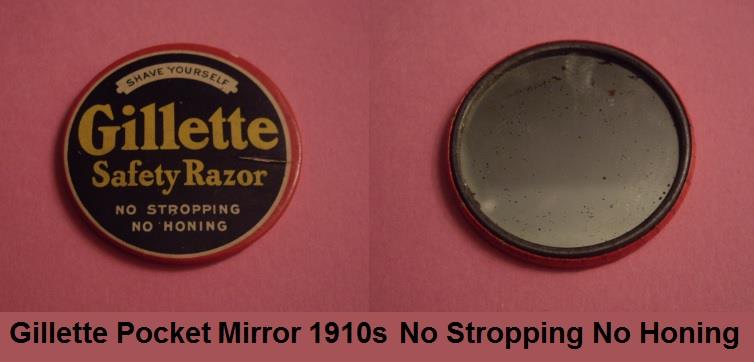 SHAVE YOURSELF
Gillette
Safety Razor
NO STROPPING
NO HONING
Gillette Pocket Mirror 1910s No Stropping No Honing